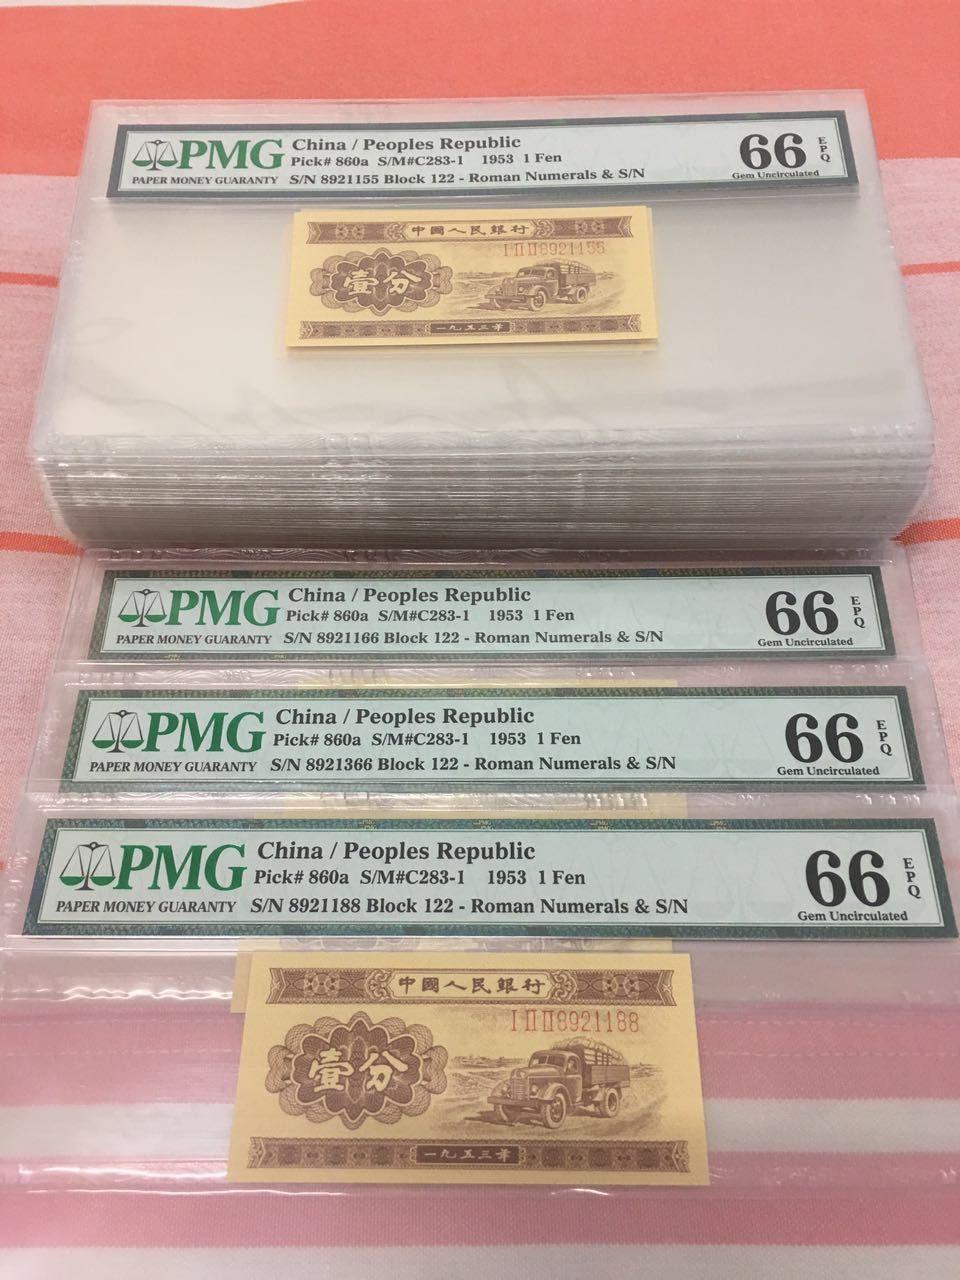 PMG
PAPER MONEY GUARANTY
China / Peoples Republic
Pick# 860a S/M#C283-1 1953 1 Fen
S/N 8921155 Block 122 - Roman Numerals & S/N
66 EPQ
Gem Uncirculated
中國人民銀行
I II II 8921155
壹分
一九五三年
PMG
PAPER MONEY GUARANTY
China / Peoples Republic
Pick# 860a S/M#C283-1 1953 1 Fen
S/N 8921166 Block 122 - Roman Numerals & S/N
66 EPQ
Gem Uncirculated
PMG
PAPER MONEY GUARANTY
China / Peoples Republic
Pick# 860a S/M#C283-1 1953 1 Fen
S/N 8921366 Block 122 - Roman Numerals & S/N
66 EPQ
Gem Uncirculated
PMG
PAPER MONEY GUARANTY
China / Peoples Republic
Pick# 860a S/M#C283-1 1953 1 Fen
S/N 8921188 Block 122 - Roman Numerals & S/N
66 EPQ
Gem Uncirculated
中國人民銀行
I II II 8921188
壹分
一九五三年